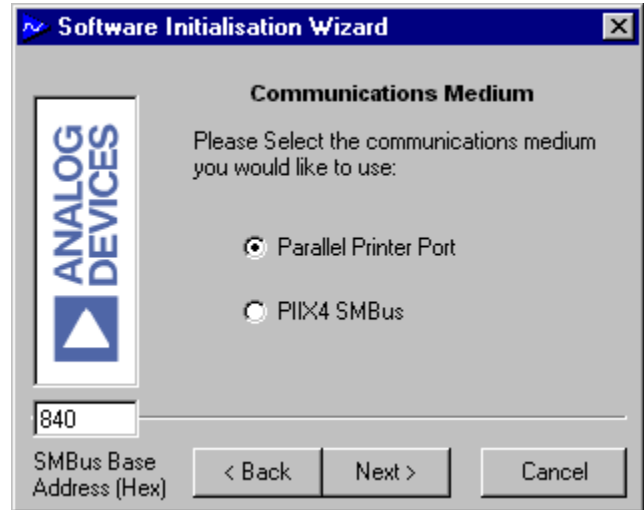 Software Initialisation Wizard
Communications Medium
Please Select the communications medium
you would like to use:
ANALOG
DEVICES
Parallel Printer Port
PIIX4 SMBus
840
SMBus Base
Address (Hex)
< Back
Next >
Cancel